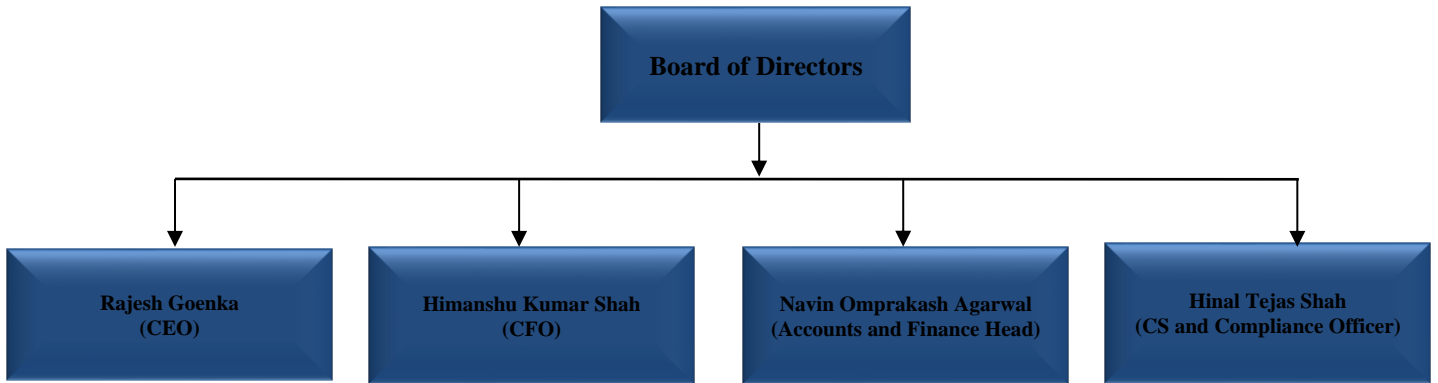 Board of Directors
Rajesh Goenka
(CEO)
Himanshu Kumar Shah
(CFO)
Navin Omprakash Agarwal
(Accounts and Finance Head)
Hinal Tejas Shah
(CS and Compliance Officer)